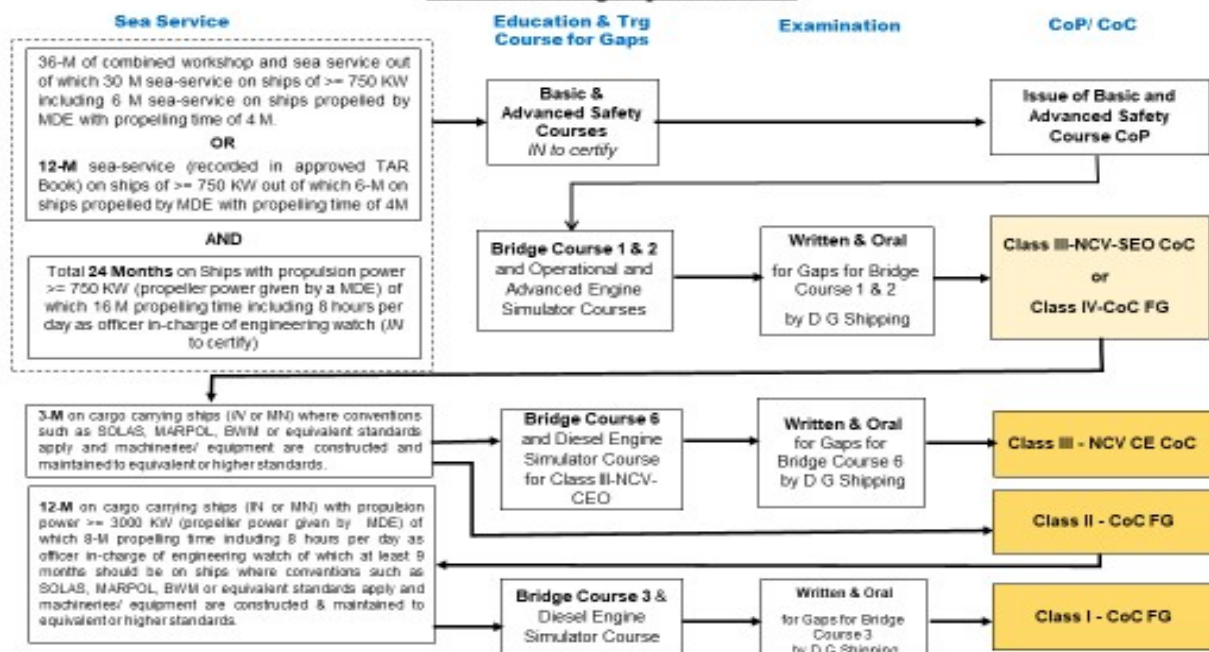 Sea Service
Education & Trg
Course for Gaps
Examination
CoP/ CoC
36-M of combined workshop and sea service out
of which 30 M sea-service on ships of >= 750 KW
including 6 M sea-service on ships propelled by
MDE with propelling time of 4 M.
OR
12-M sea-service (recorded in approved TAR
Book) on ships of >= 750 KW out of which 6-M on
ships propelled by MDE with propelling time of 4M
AND
Total 24 Months on Ships with propulsion power
>= 750 KW (propeller power given by a MDE) of
which 16 M propelling time including 8 hours per
day as officer in-charge of engineering watch (IN
to certify)
Basic &
Advanced Safety
Courses
IN to certify
Issue of Basic and
Advanced Safety
Course CoP
Bridge Course 1 & 2
and Operational and
Advanced Engine
Simulator Courses
Written & Oral
for Gaps for Bridge
Course 1 & 2
by D G Shipping
Class III-NCV-SEO CoC
or
Class IV-CoC FG
3-M on cargo carrying ships (IN or MN) where conventions
such as SOLAS, MARPOL, BWM or equivalent standards
apply and machineries/ equipment are constructed and
maintained to equivalent or higher standards.
Bridge Course 6
and Diesel Engine
Simulator Course
for Class III-NCV-
CEO
Written & Oral
for Gaps for
Bridge Course 6
by D G Shipping
Class III - NCV CE CoC
12-M on cargo carrying ships (IN or MN) with propulsion
power >= 3000 KW (propeller power given by MDE) of
which 8-M propelling time including 8 hours per day as
officer in-charge of engineering watch of which at least 9
months should be on ships where conventions such as
SOLAS, MARPOL, BWM or equivalent standards apply and
machineries/ equipment are constructed & maintained to
equivalent or higher standards.
Class II - CoC FG
Bridge Course 3 &
Diesel Engine
Simulator Course
Written & Oral
for Gaps for Bridge
Course 3
by D G Shipping
Class I - CoC FG